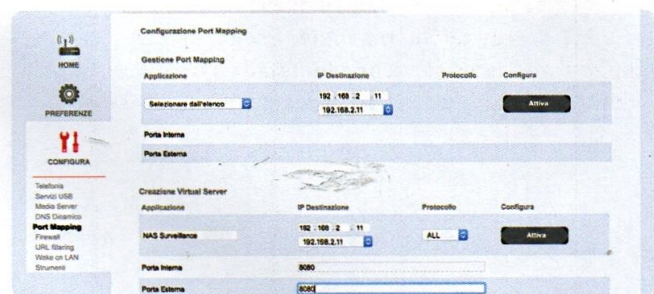 Configurazione Port Mapping
HOME
Gestione Port Mapping
Applicazione IP Destinazione Protocollo Configura
PREFERENZE
Selezionare dall'elenco 192 . 168 . 2 . 11 Attiva
192.168.2.11
Porta Interna
Porta Esterna
CONFIGURA
Telefonia
Servizi USB
Media Server
DNS Dinamico
Port Mapping
Firewall
URL filtering
Wake on LAN
Strumenti
Creazione Virtual Server
Applicazione IP Destinazione Protocollo Configura
NAS Surveillance 192 . 168 . 2 . 11 ALL Attiva
192.168.2.11
Porta Interna 8080
Porta Esterna 8080